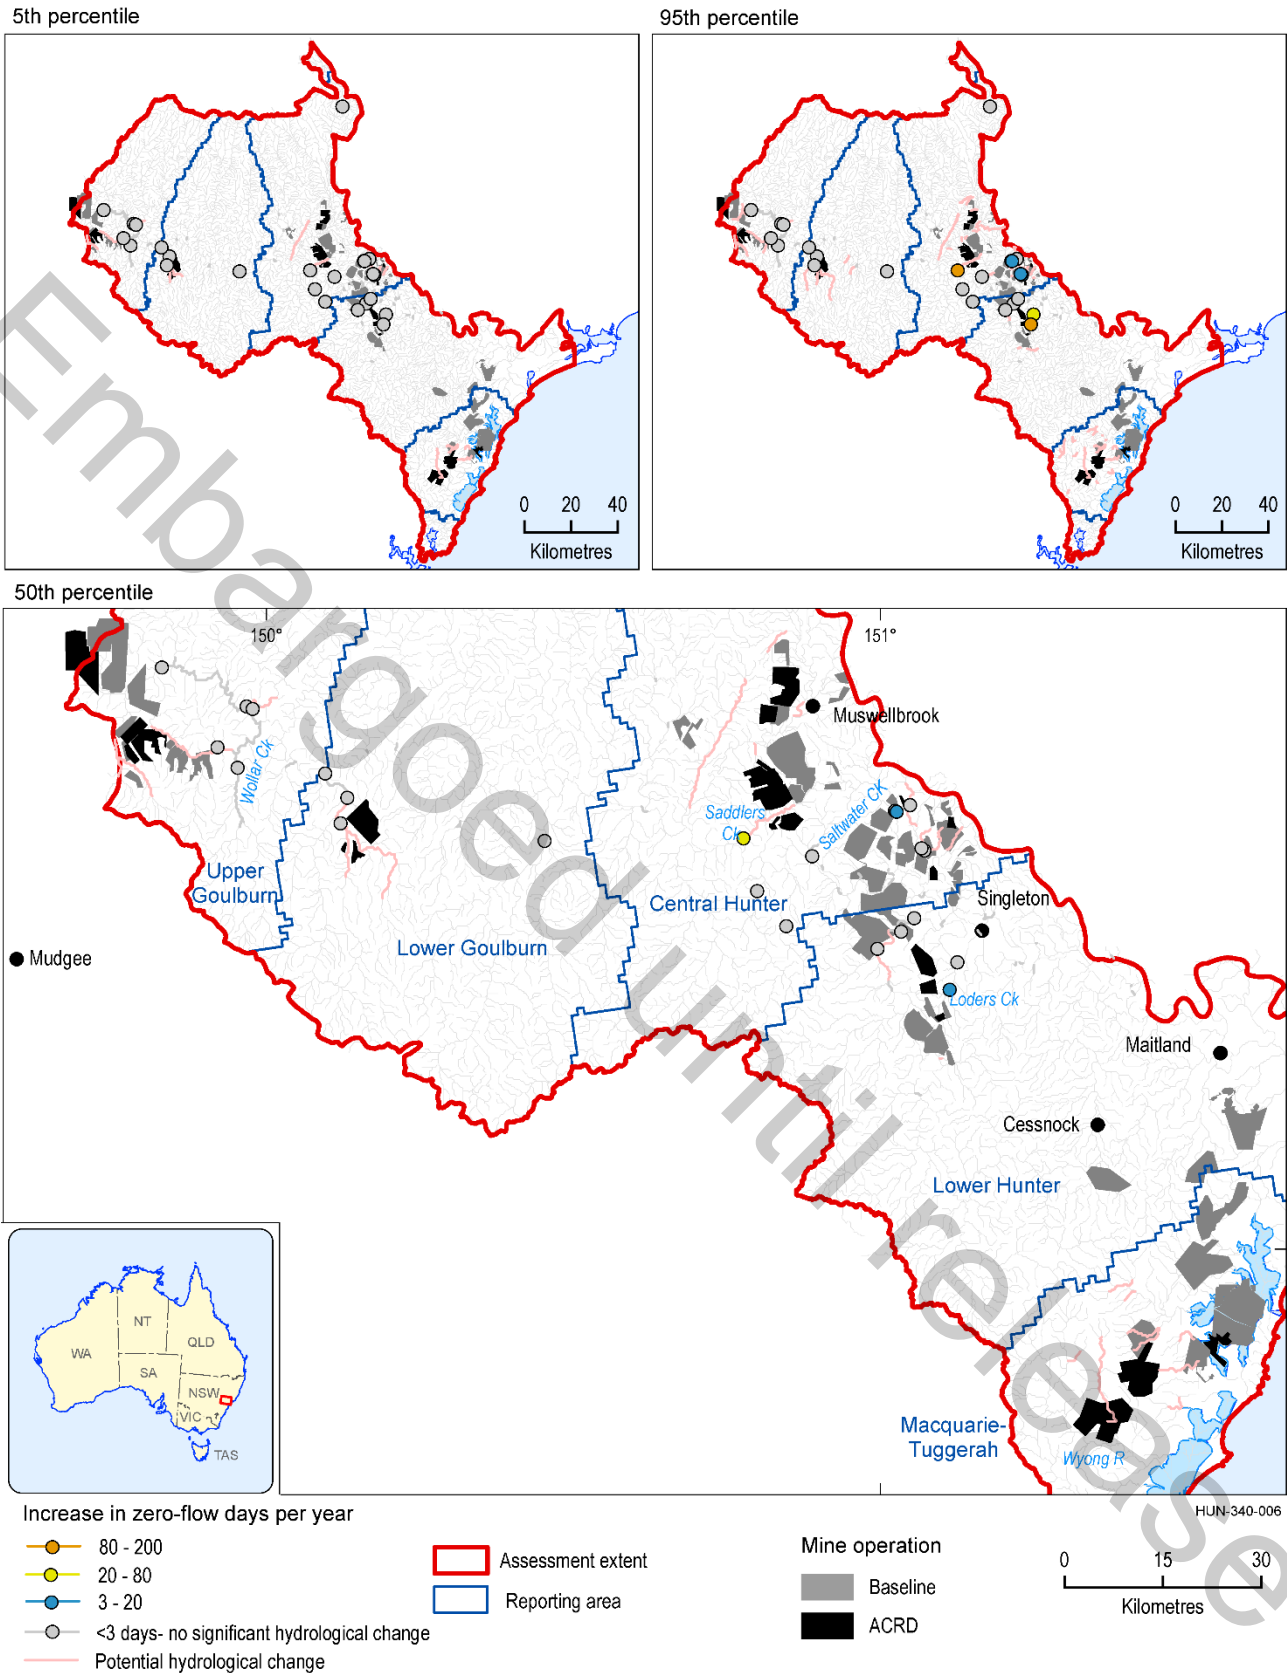 5th percentile
95th percentile
0 20 40
Kilometres
0 20 40
Kilometres
50th percentile
150°
151°
Muswellbrook
Wollar Ck
Saddlers
Ck
Saltwater CK
Upper
Goulburn
Central Hunter
Singleton
Lower Goulburn
Mudgee
Loders Ck
Maitland
Cessnock
Lower Hunter
Macquarie-
Tuggerah
Wyong R
NT
WA
QLD
SA
NSW
VIC
TAS
HUN-340-006
Embargoed until release
Increase in zero-flow days per year
80 - 200
20 - 80
3 - 20
<3 days- no significant hydrological change
Potential hydrological change
Assessment extent
Reporting area
Mine operation
Baseline
ACRD
0 15 30
Kilometres